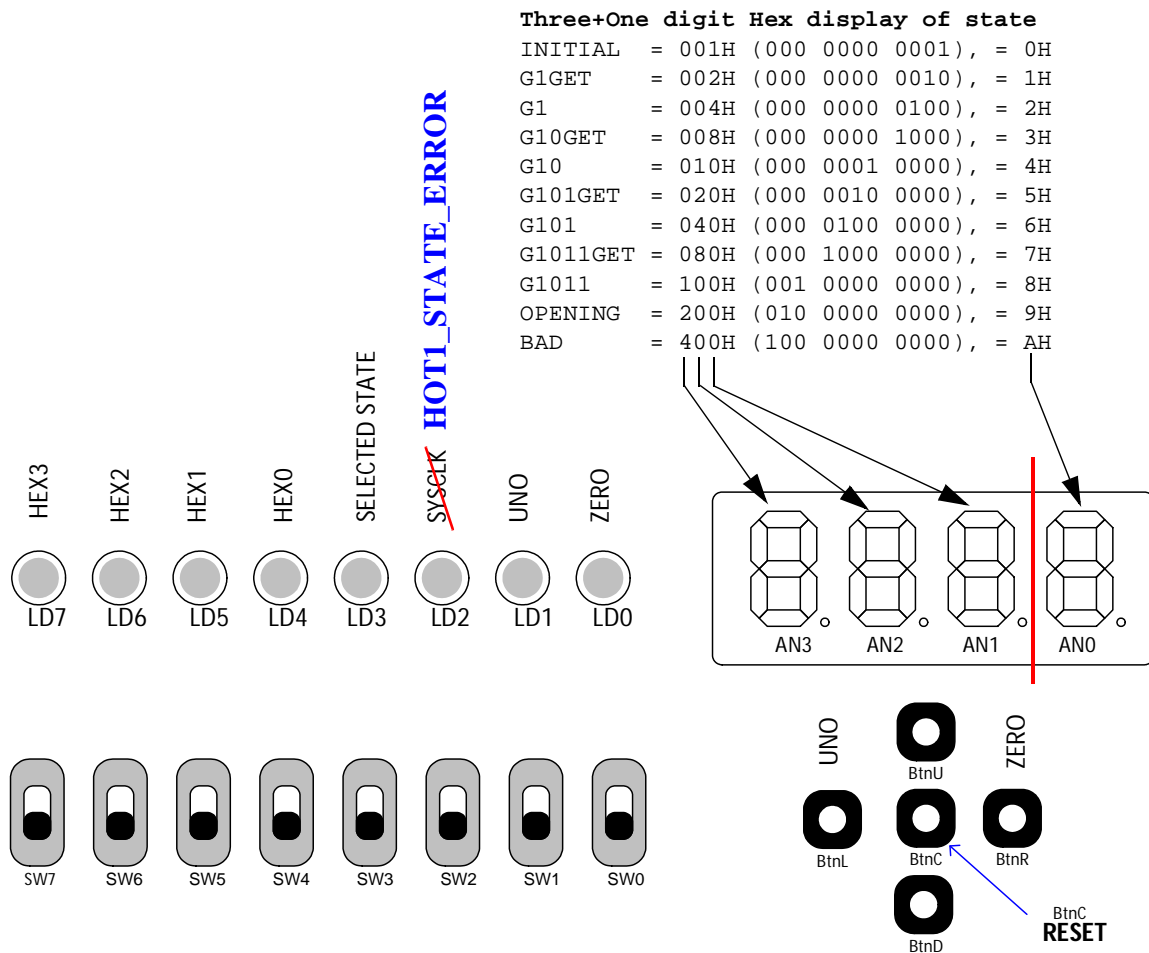 Three+One digit Hex display of state
INITIAL = 001H (000 0000 0001), = 0H
G1GET = 002H (000 0000 0010), = 1H
G1 = 004H (000 0000 0100), = 2H
G10GET = 008H (000 0000 1000), = 3H
G10 = 010H (000 0001 0000), = 4H
G101GET = 020H (000 0010 0000), = 5H
G101 = 040H (000 0100 0000), = 6H
G1011GET = 080H (000 1000 0000), = 7H
G1011 = 100H (001 0000 0000), = 8H
OPENING = 200H (010 0000 0000), = 9H
BAD = 400H (100 0000 0000), = AH
HOT1_STATE_ERROR
HEX3 HEX2 HEX1 HEX0 SELECTED STATE SYSCLK UNO ZERO
LD7 LD6 LD5 LD4 LD3 LD2 LD1 LD0
AN3 AN2 AN1 AN0
UNO ZERO
BtnU
BtnL BtnC BtnR
SW7 SW6 SW5 SW4 SW3 SW2 SW1 SW0
BtnC
RESET
BtnD